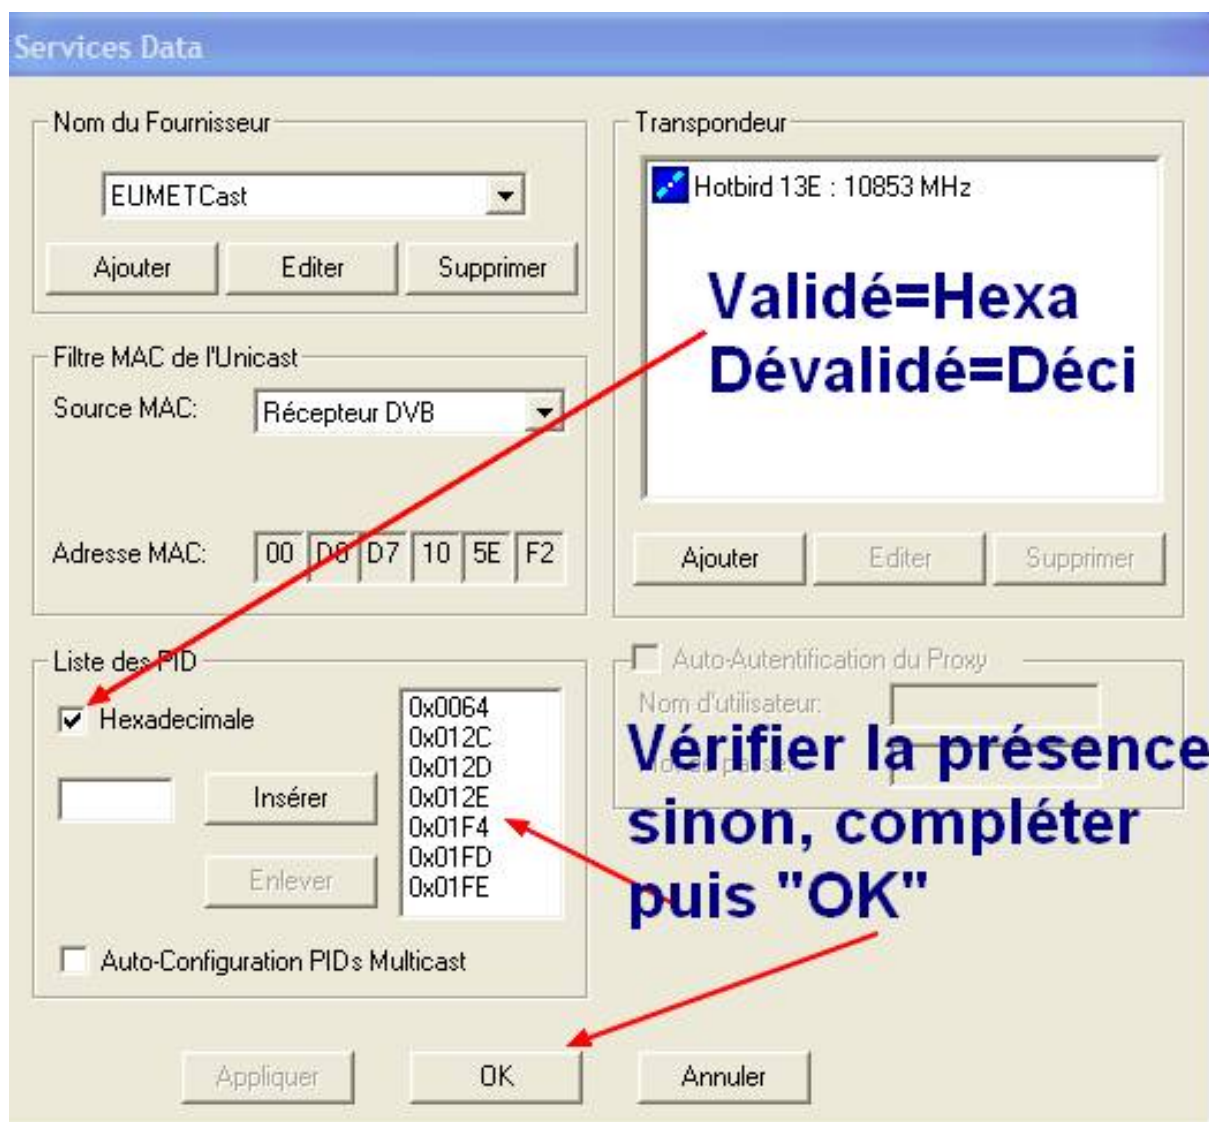 Services Data
Nom du Fournisseur
EUMETCast
Ajouter Editer Supprimer
Filtre MAC de l'Unicast
Source MAC: Récepteur DVB
Adresse MAC: 00 D0 D7 10 5E F2
Liste des PID
Hexadecimale
0x0064
0x012C
0x012D
0x012E
0x01F4
0x01FD
0x01FE
Insérer
Enlever
Auto-Configuration PIDs Multicast
Transpondeur
Hotbird 13E : 10853 MHz
Validé=Hexa
Dévalidé=Déci
Ajouter Editer Supprimer
Auto-Autentification du Proxy
Nom d'utilisateur:
Vérifier la présence
sinon, compléter
puis "OK"
Appliquer OK Annuler